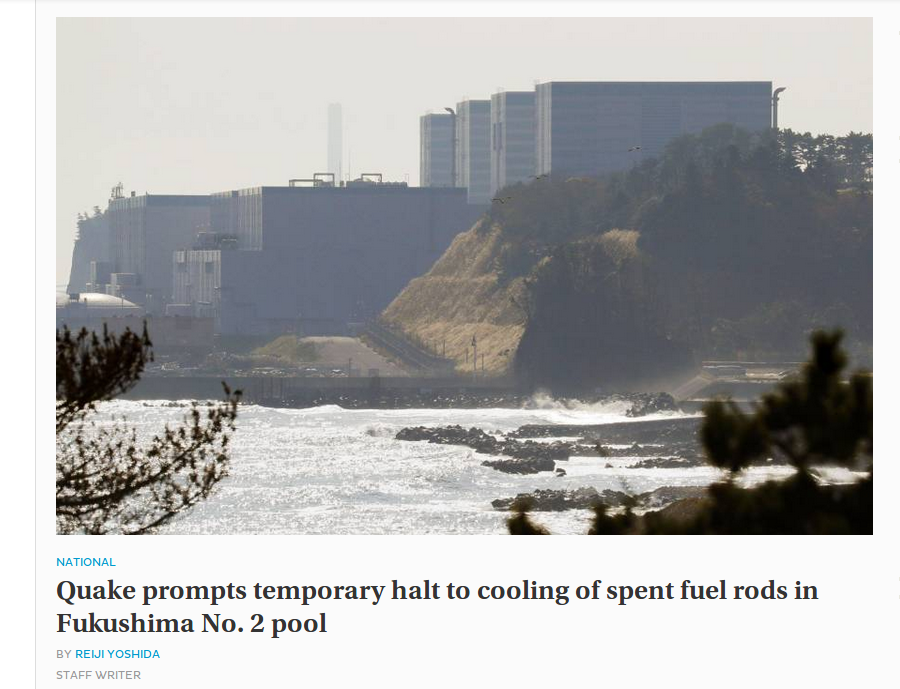 NATIONAL
Quake prompts temporary halt to cooling of spent fuel rods in
Fukushima No. 2 pool
BY REIJI YOSHIDA
STAFF WRITER